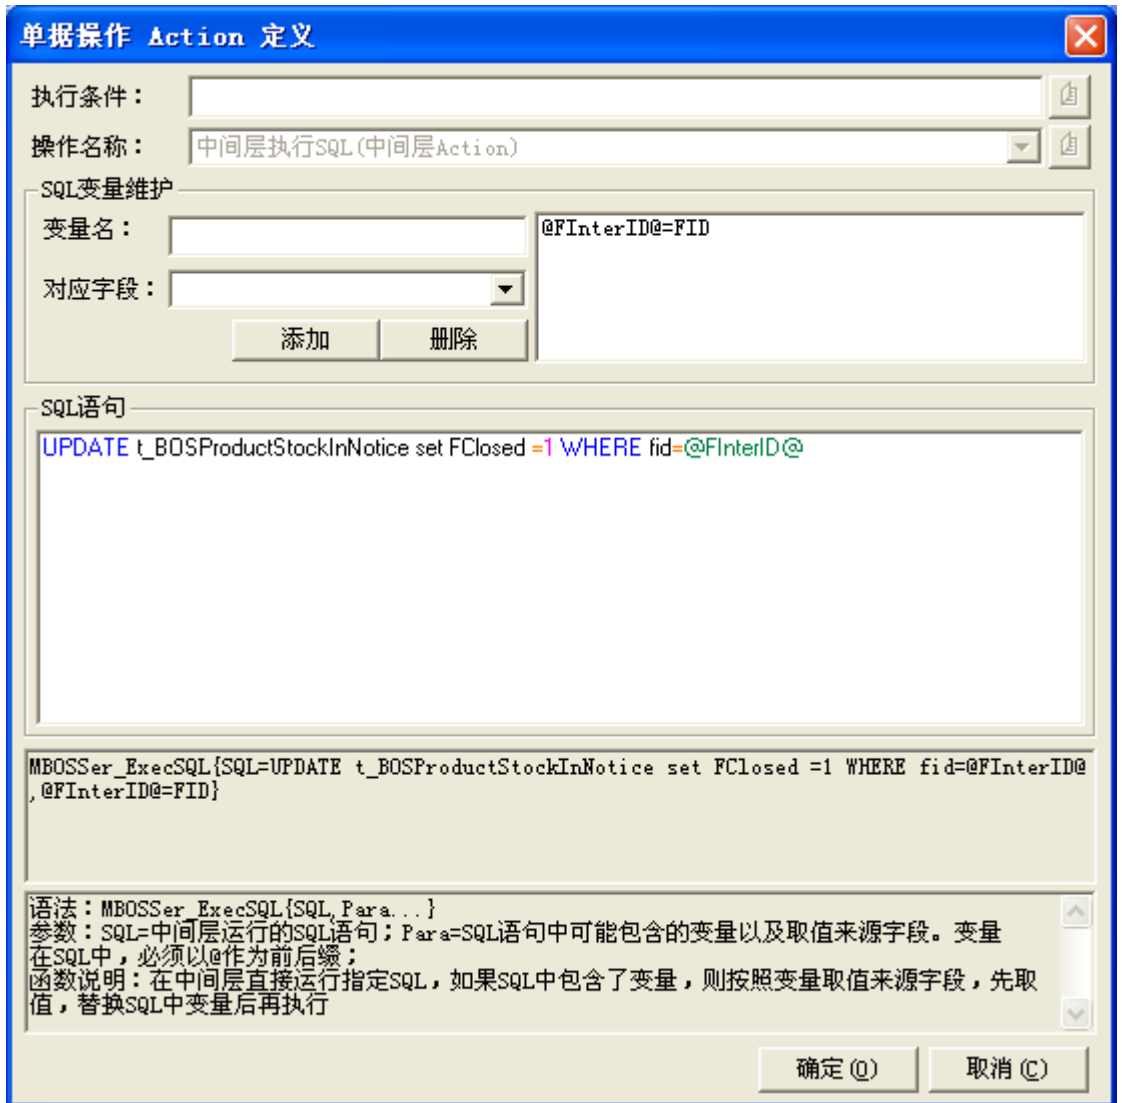 单据操作 Action 定义
执行条件：
操作名称： 中间层执行SQL(中间层Action)
SQL变量维护
变量名：
@FInterID@=FID
对应字段：
添加 删除
SQL语句
UPDATE t_BOSProductStockInNotice set FClosed =1 WHERE fid=@FInterID@
MBOSSer_ExecSQL{SQL=UPDATE t_BOSProductStockInNotice set FClosed =1 WHERE fid=@FInterID@
,@FInterID@=FID}
语法：MBOSSer_ExecSQL{SQL,Para...}
参数：SQL=中间层运行的SQL语句；Para=SQL语句中可能包含的变量以及取值来源字段。变量
在SQL中，必须以@作为前后缀；
函数说明：在中间层直接运行指定SQL，如果SQL中包含了变量，则按照变量取值来源字段，先取
值，替换SQL中变量后再执行
确定(O) 取消(C)